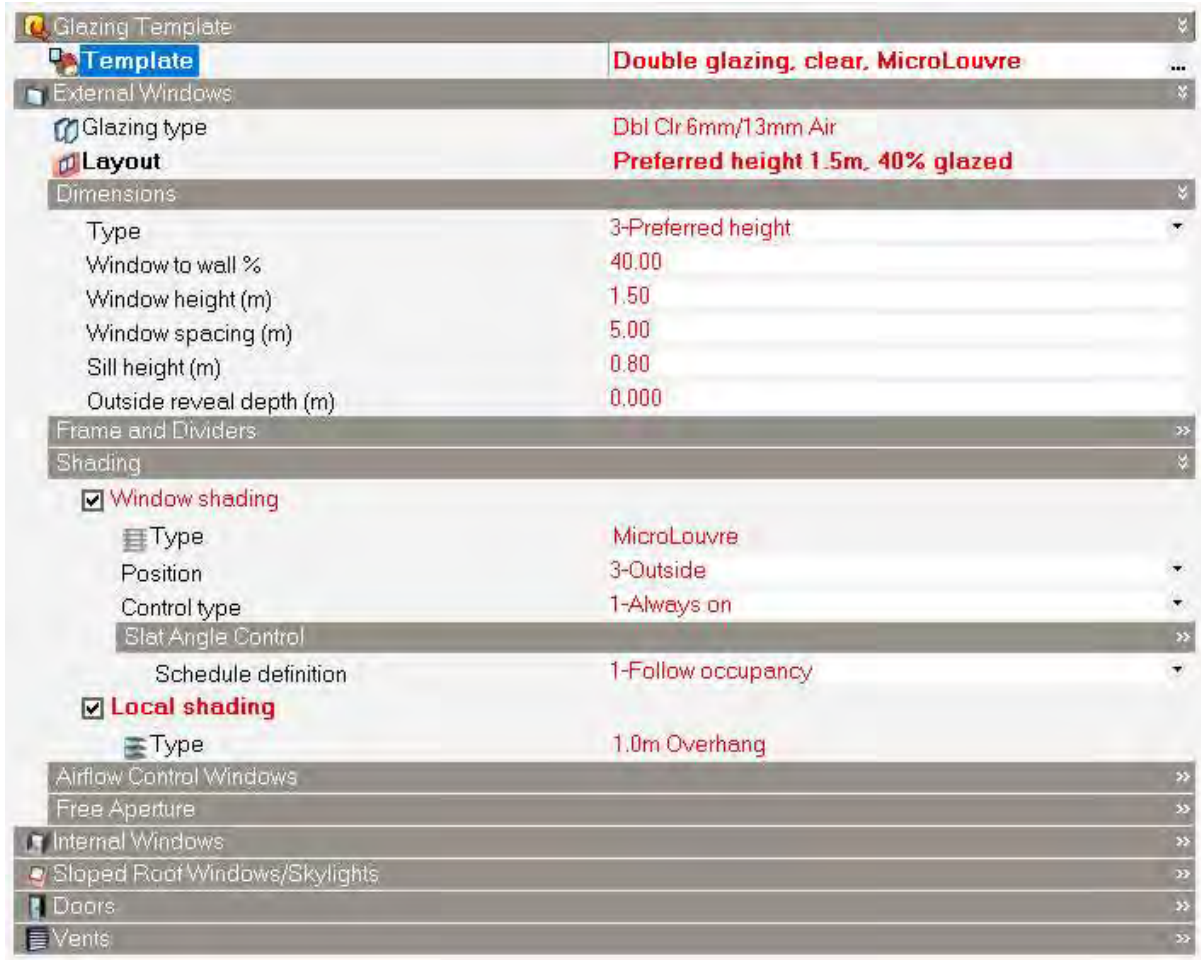 Glazing Template
Template Double glazing, clear, MicroLouvre ...
External Windows
Glazing type Dbl Clr 6mm/13mm Air
Layout Preferred height 1.5m, 40% glazed
Dimensions
Type 3-Preferred height
Window to wall % 40.00
Window height (m) 1.50
Window spacing (m) 5.00
Sill height (m) 0.80
Outside reveal depth (m) 0.000
Frame and Dividers
Shading
Window shading
Type MicroLouvre
Position 3-Outside
Control type 1-Always on
Slat Angle Control
Schedule definition 1-Follow occupancy
Local shading
Type 1.0m Overhang
Airflow Control Windows
Free Aperture
Internal Windows
Sloped Roof Windows/Skylights
Doors
Vents